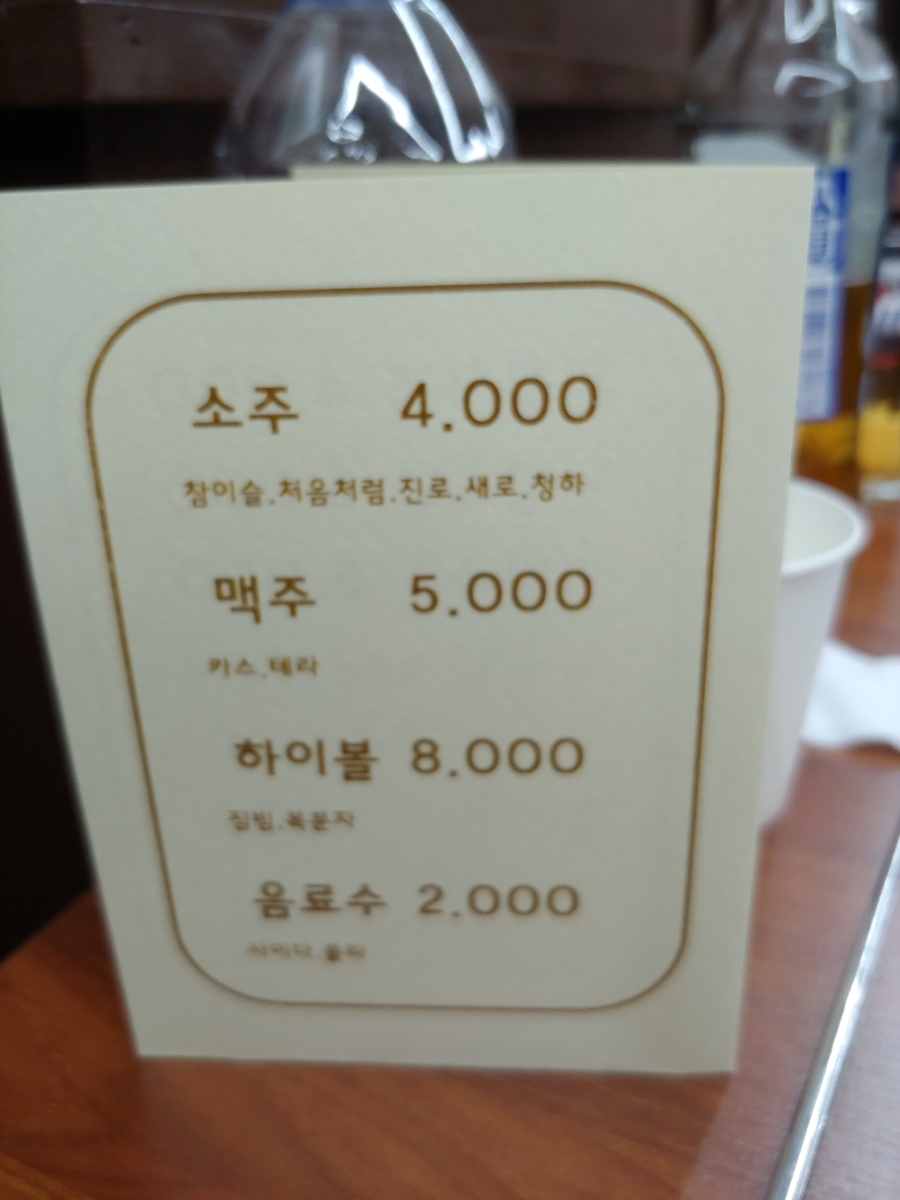 소주 4.000
참이슬.처음처럼.진로.새로.청하
맥주 5.000
카스.테라
하이볼 8.000
짐빔.복분자
음료수 2.000
사이다.콜라